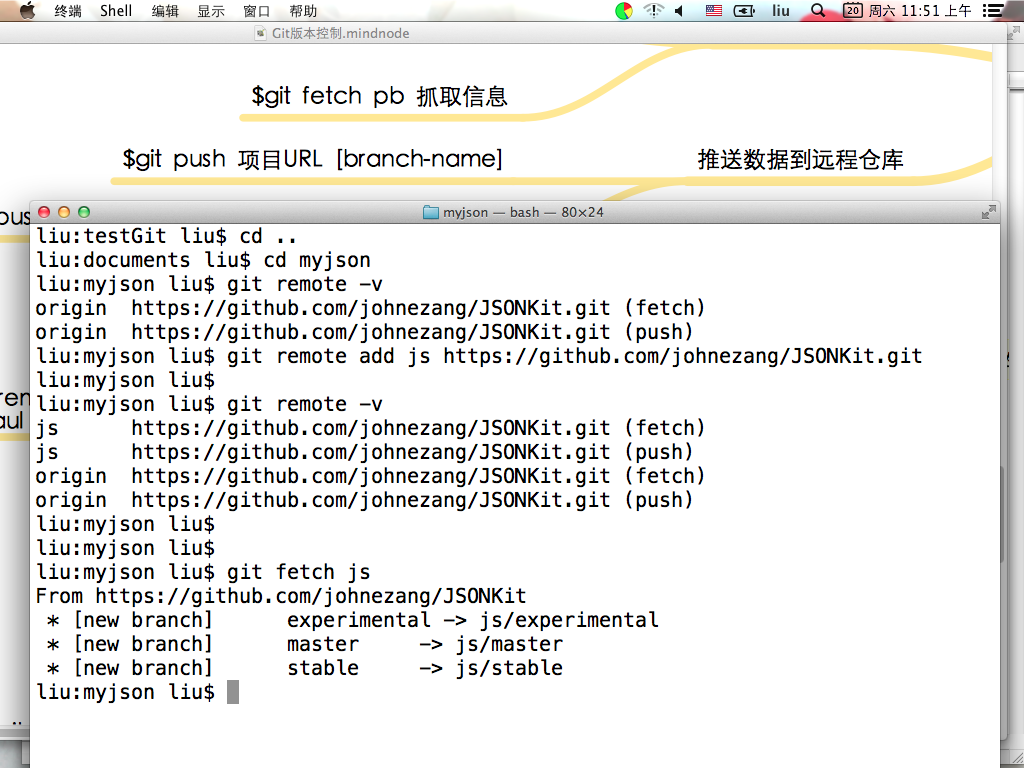 终端 Shell 编辑 显示 窗口 帮助 liu 20 周六 11:51 上午
Git版本控制.mindnode
$git fetch pb 抓取信息
$git push 项目URL [branch-name] 推送数据到远程仓库
myjson — bash — 80×24
liu:testGit liu$ cd ..
liu:documents liu$ cd myjson
liu:myjson liu$ git remote -v
origin  https://github.com/johnezang/JSONKit.git (fetch)
origin  https://github.com/johnezang/JSONKit.git (push)
liu:myjson liu$ git remote add js https://github.com/johnezang/JSONKit.git
liu:myjson liu$
liu:myjson liu$ git remote -v
js      https://github.com/johnezang/JSONKit.git (fetch)
js      https://github.com/johnezang/JSONKit.git (push)
origin  https://github.com/johnezang/JSONKit.git (fetch)
origin  https://github.com/johnezang/JSONKit.git (push)
liu:myjson liu$
liu:myjson liu$
liu:myjson liu$ git fetch js
From https://github.com/johnezang/JSONKit
 * [new branch]      experimental -> js/experimental
 * [new branch]      master     -> js/master
 * [new branch]      stable     -> js/stable
liu:myjson liu$